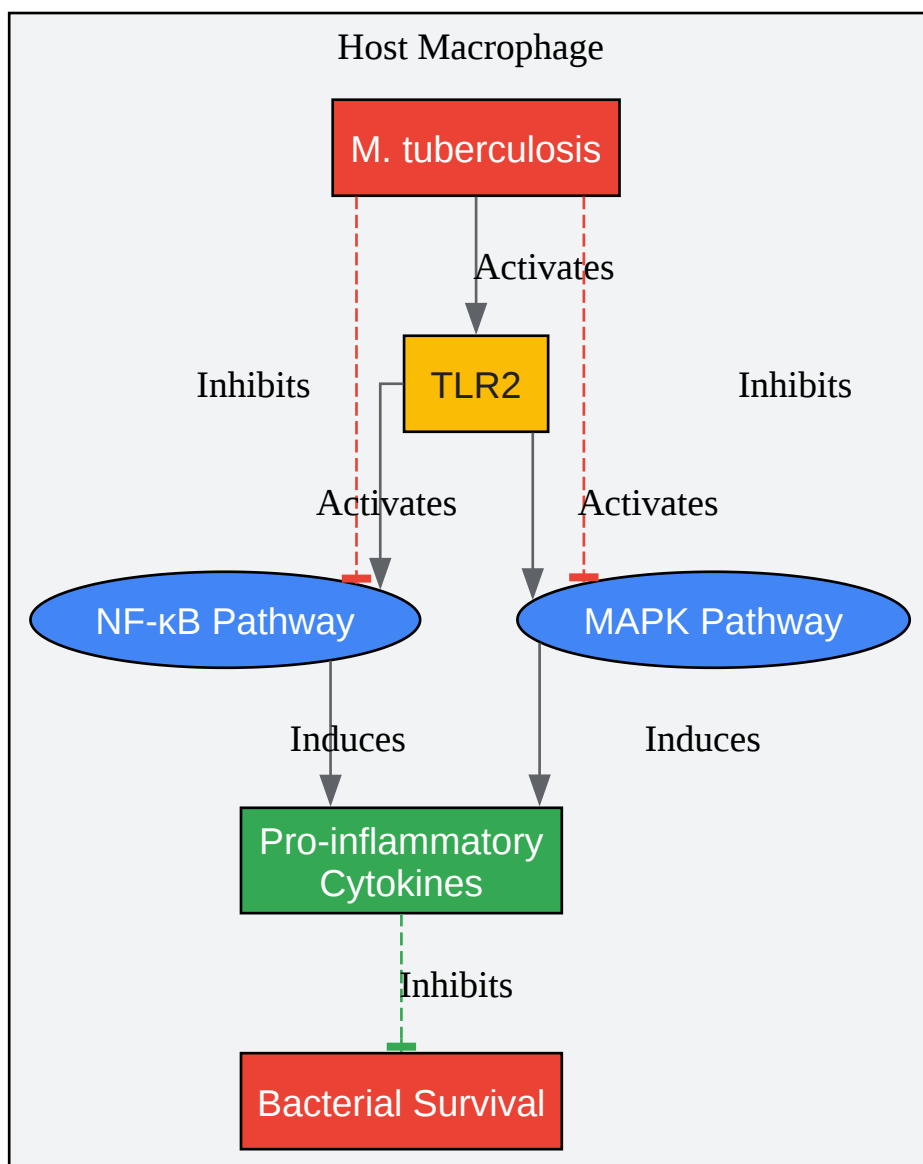 Host Macrophage
M. tuberculosis
Activates
TLR2
Inhibits
Inhibits
Activates
Activates
NF-κB Pathway
MAPK Pathway
Induces
Induces
Pro-inflammatory
Cytokines
Inhibits
Bacterial Survival